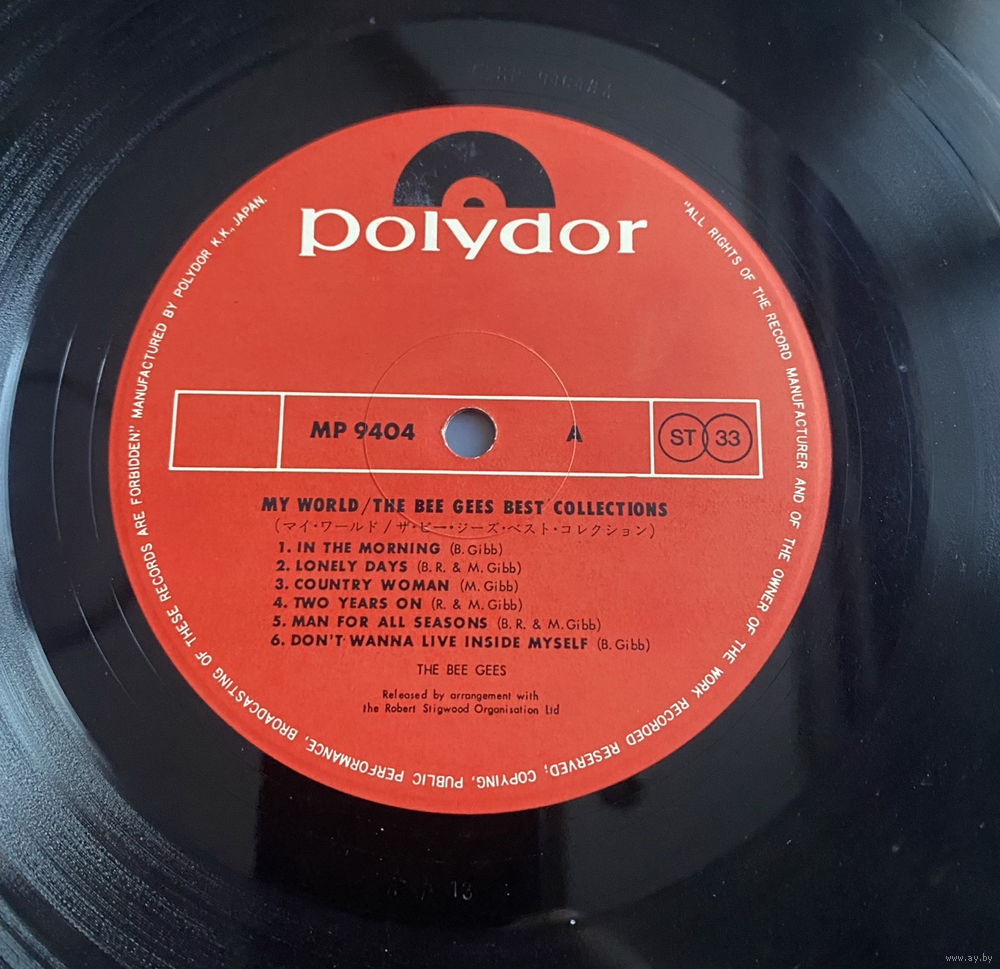 polydor
"ALL RIGHTS OF THE RECORD MANUFACTURER AND OF THE OWNER OF THE WORK RECORDED RESERVED; COPYING, PUBLIC PERFORMANCE, BROADCASTING OF THESE RECORDS ARE FORBIDDEN." MANUFACTURED BY POLYDOR K.K., JAPAN.
MP 9404 A ST 33
MY WORLD/THE BEE GEES BEST COLLECTIONS
(マイ・ワールド/ザ・ビー・ジーズ・ベスト・コレクション)
1. IN THE MORNING (B. Gibb)
2. LONELY DAYS (B. R. & M. Gibb)
3. COUNTRY WOMAN (M. Gibb)
4. TWO YEARS ON (R. & M. Gibb)
5. MAN FOR ALL SEASONS (B. R. & M. Gibb)
6. DON'T WANNA LIVE INSIDE MYSELF (B. Gibb)
THE BEE GEES
Released by arrangement with
the Robert Stigwood Organisation Ltd
www.ay.by